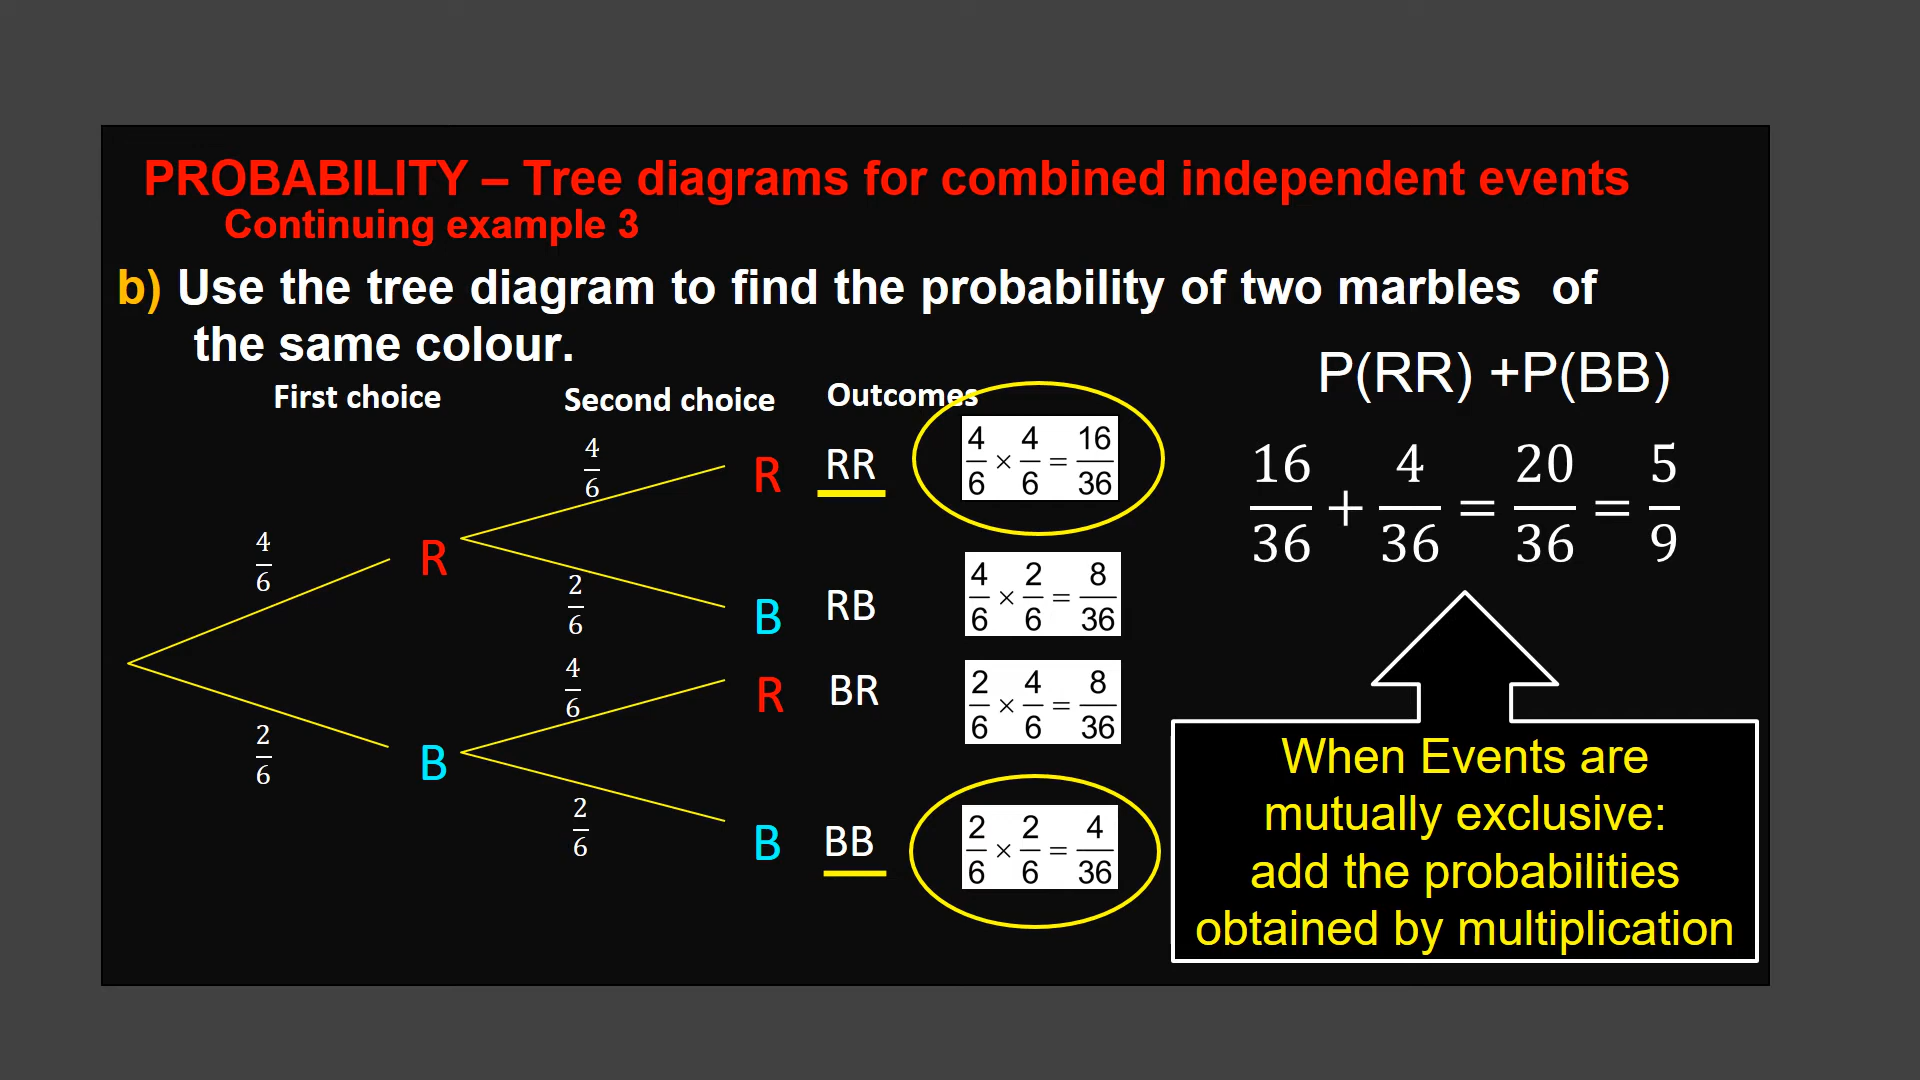 PROBABILITY – Tree diagrams for combined independent events
Continuing example 3
b) Use the tree diagram to find the probability of two marbles of
the same colour.
P(RR) +P(BB)
First choice
Second choice
Outcomes
4/6
R
RR
4/6 × 4/6 = 16/36
16/36 + 4/36 = 20/36 = 5/9
4/6
R
2/6
B
RB
4/6 × 2/6 = 8/36
4/6
R
BR
2/6 × 4/6 = 8/36
2/6
B
2/6
B
BB
2/6 × 2/6 = 4/36
When Events are
mutually exclusive:
add the probabilities
obtained by multiplication